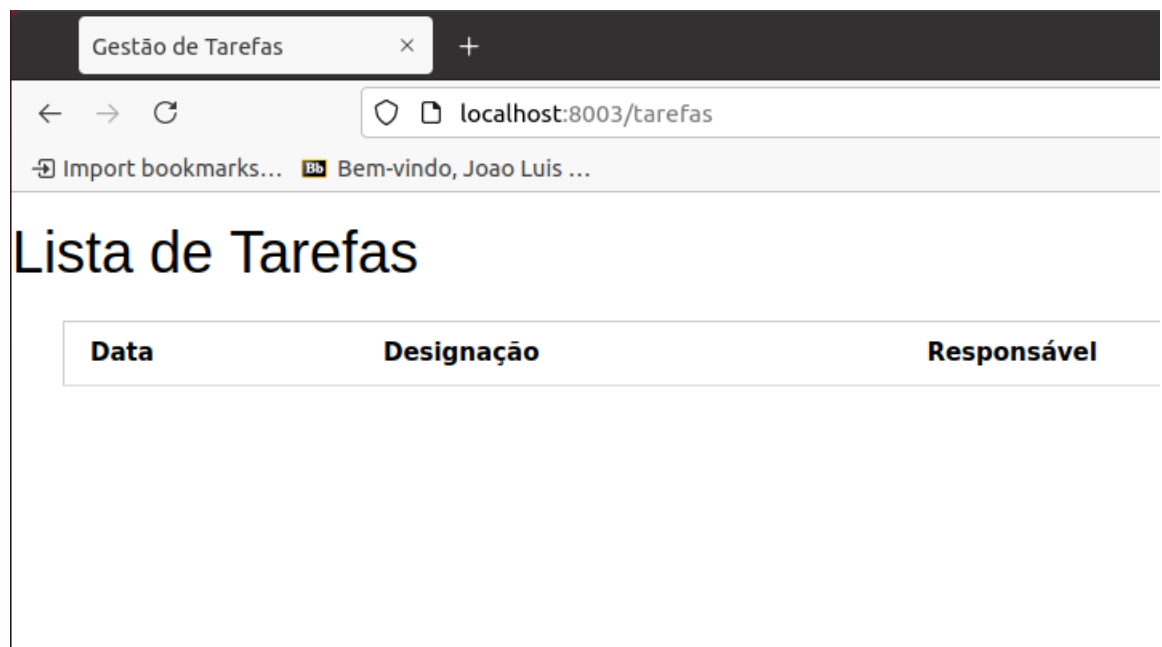 Gestão de Tarefas
localhost:8003/tarefas
Import bookmarks... Bb Bem-vindo, Joao Luis ...
Lista de Tarefas
Data Designação Responsável